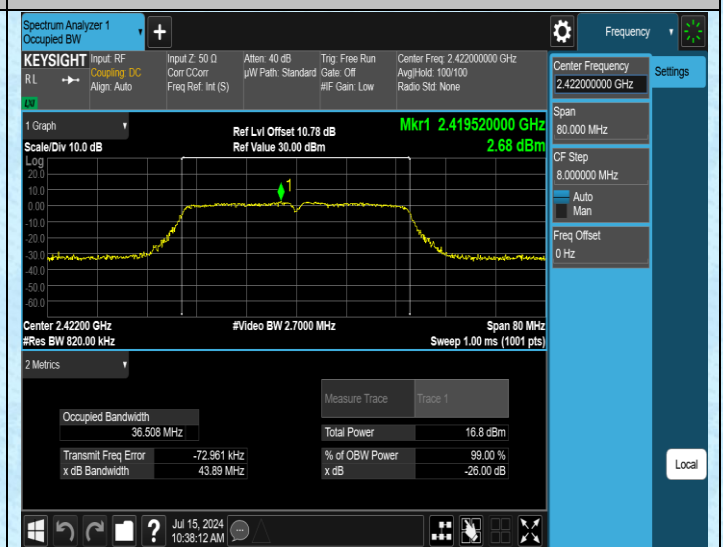 Spectrum Analyzer 1
Occupied BW
+
Frequency
KEYSIGHT
R L
LXI
Input: RF
Coupling: DC
Align: Auto
Input Z: 50 Ω
Corr CCorr
Freq Ref: Int (S)
Atten: 40 dB
µW Path: Standard
Trig: Free Run
Gate: Off
#IF Gain: Low
Center Freq: 2.422000000 GHz
Avg|Hold: 100/100
Radio Std: None
Center Frequency
2.422000000 GHz
Settings
Span
80.000 MHz
CF Step
8.000000 MHz
Auto
Man
Freq Offset
0 Hz
1 Graph
Scale/Div 10.0 dB
Ref Lvl Offset 10.78 dB
Ref Value 30.00 dBm
Mkr1 2.419520000 GHz
2.68 dBm
Log
20.0
10.0
0.00
-10.0
-20.0
-30.0
-40.0
-50.0
-60.0
1
Center 2.42200 GHz
#Res BW 820.00 kHz
#Video BW 2.7000 MHz
Span 80 MHz
Sweep 1.00 ms (1001 pts)
2 Metrics
Measure Trace Trace 1
Occupied Bandwidth
36.508 MHz
Total Power 16.8 dBm
Transmit Freq Error -72.961 kHz
% of OBW Power 99.00 %
x dB Bandwidth 43.89 MHz
x dB -26.00 dB
Local
?
Jul 15, 2024
10:38:12 AM